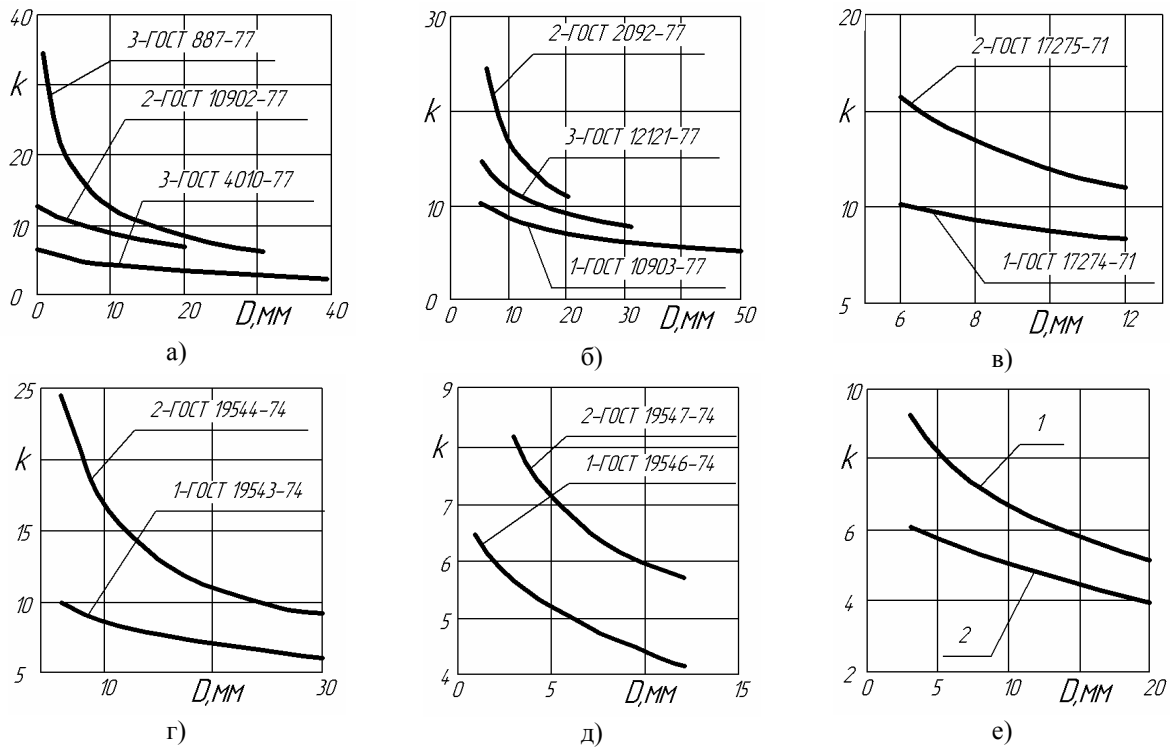 40
3-ГОСТ 887-77
k
2-ГОСТ 10902-77
20
3-ГОСТ 4010-77
10
0
0 10 20 D,мм 40
а)
30
2-ГОСТ 2092-77
k
3-ГОСТ 12121-77
10
1-ГОСТ 10903-77
0
0 10 20 30 D,мм 50
б)
20
2-ГОСТ 17275-71
k
10
1-ГОСТ 17274-71
5
6 8 D,мм 12
в)
25
2-ГОСТ 19544-74
k
1-ГОСТ 19543-74
15
10
5
10 D,мм 30
г)
9
2-ГОСТ 19547-74
k
1-ГОСТ 19546-74
7
6
5
4
0 5 D,мм 15
д)
10
1
k
6
4
2
2
0 5 10 D,мм 20
е)